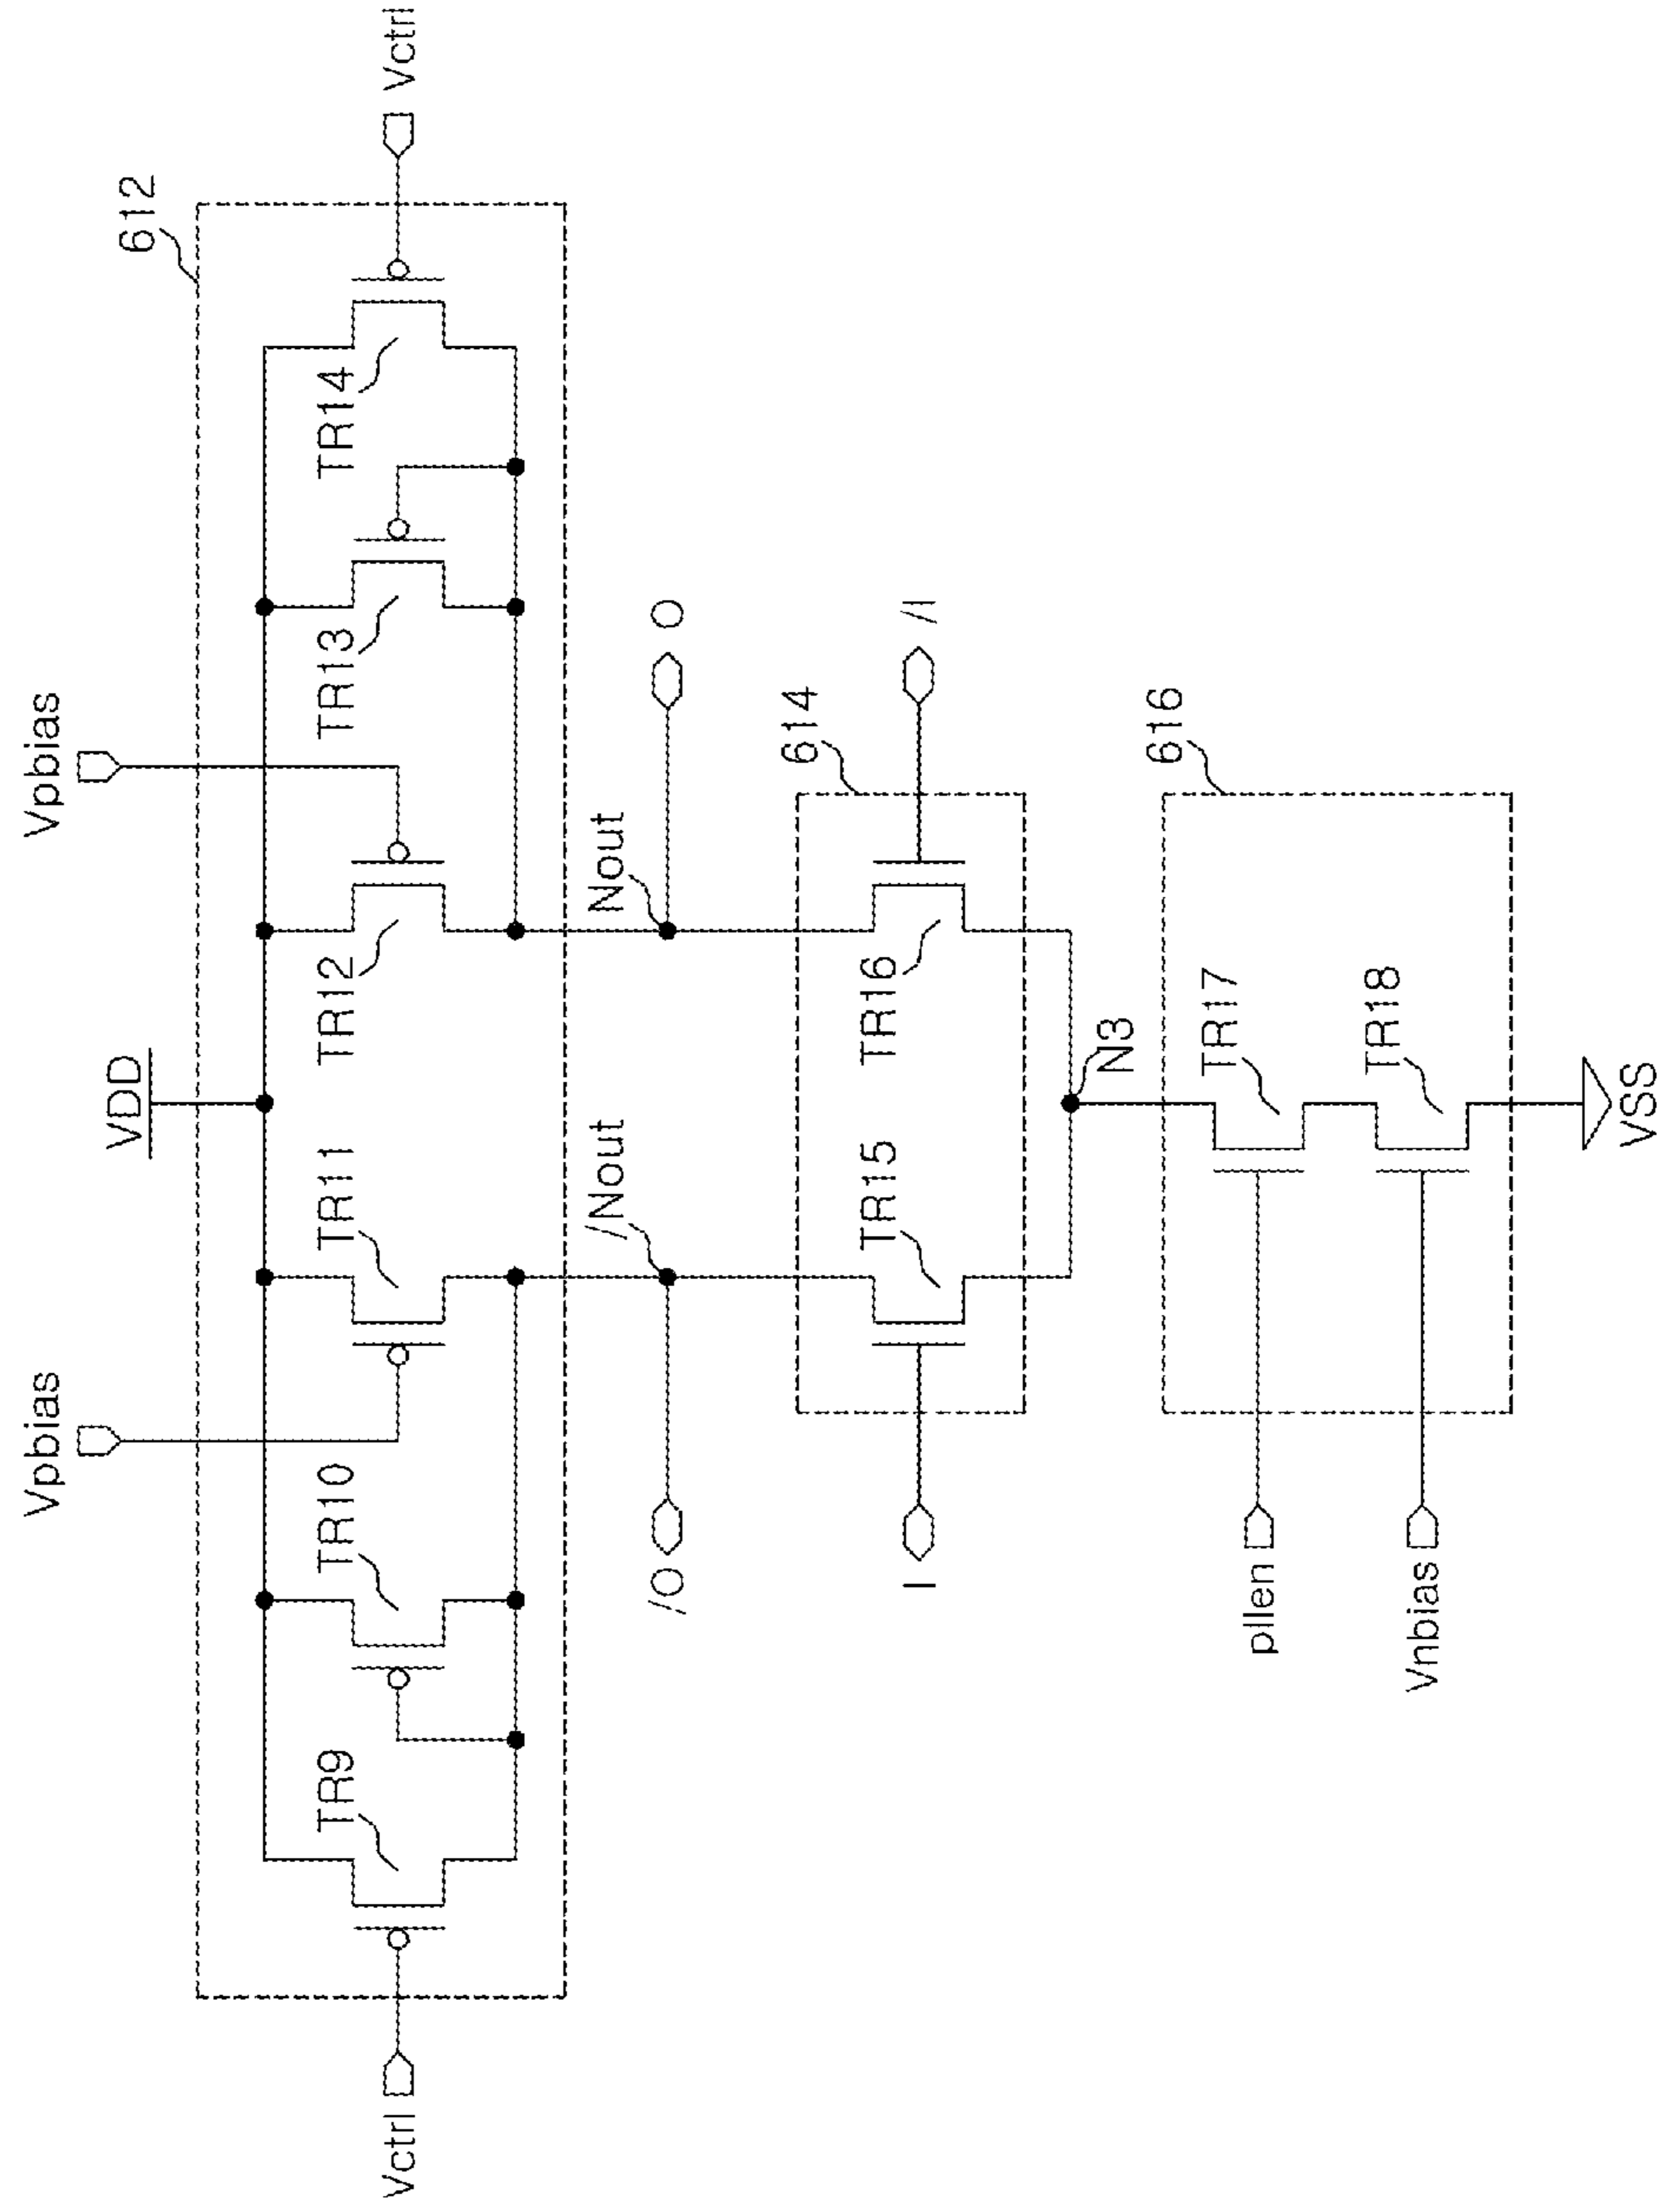 Vpbias
Vpbias
VDD
612
Vctrl
TR9
TR10
TR11
TR12
TR13
TR14
Vctrl
/Nout
Nout
/O
O
614
I
TR15
TR16
/I
N3
616
pllen
TR17
Vnbias
TR18
VSS